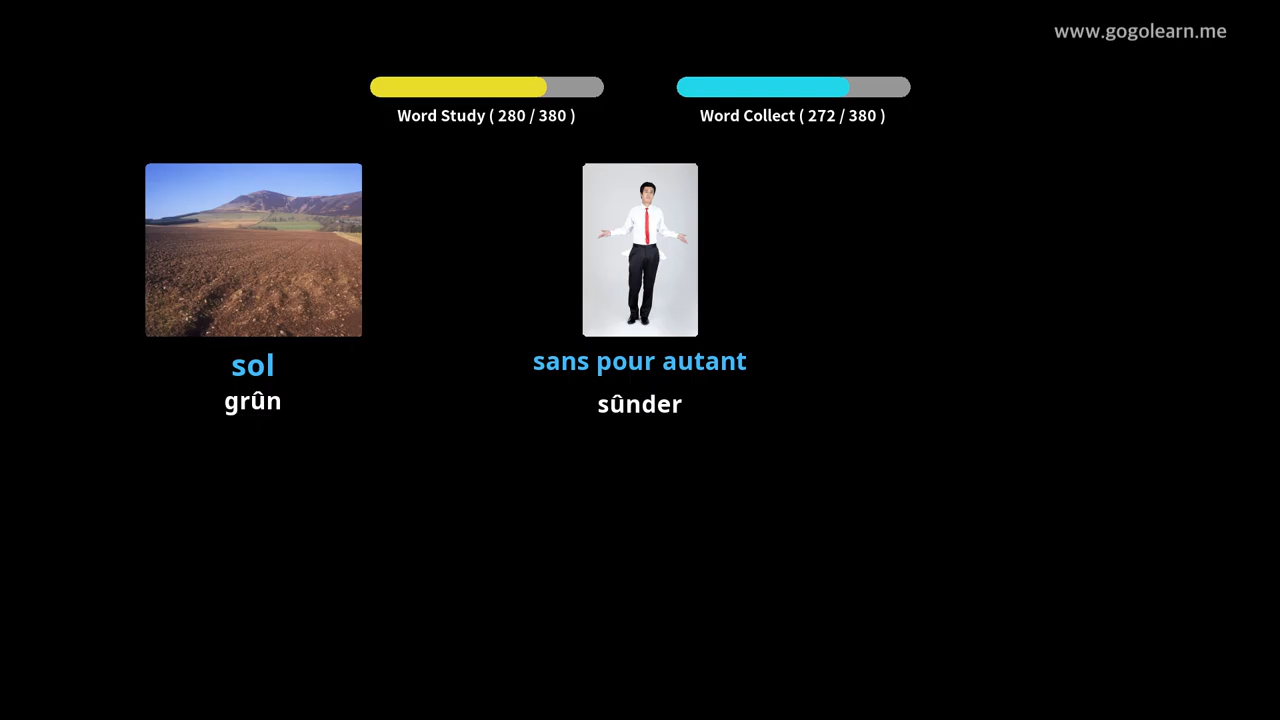 www.gogolearn.me
Word Study ( 280 / 380 )
Word Collect ( 272 / 380 )
sol
grûn
sans pour autant
sûnder